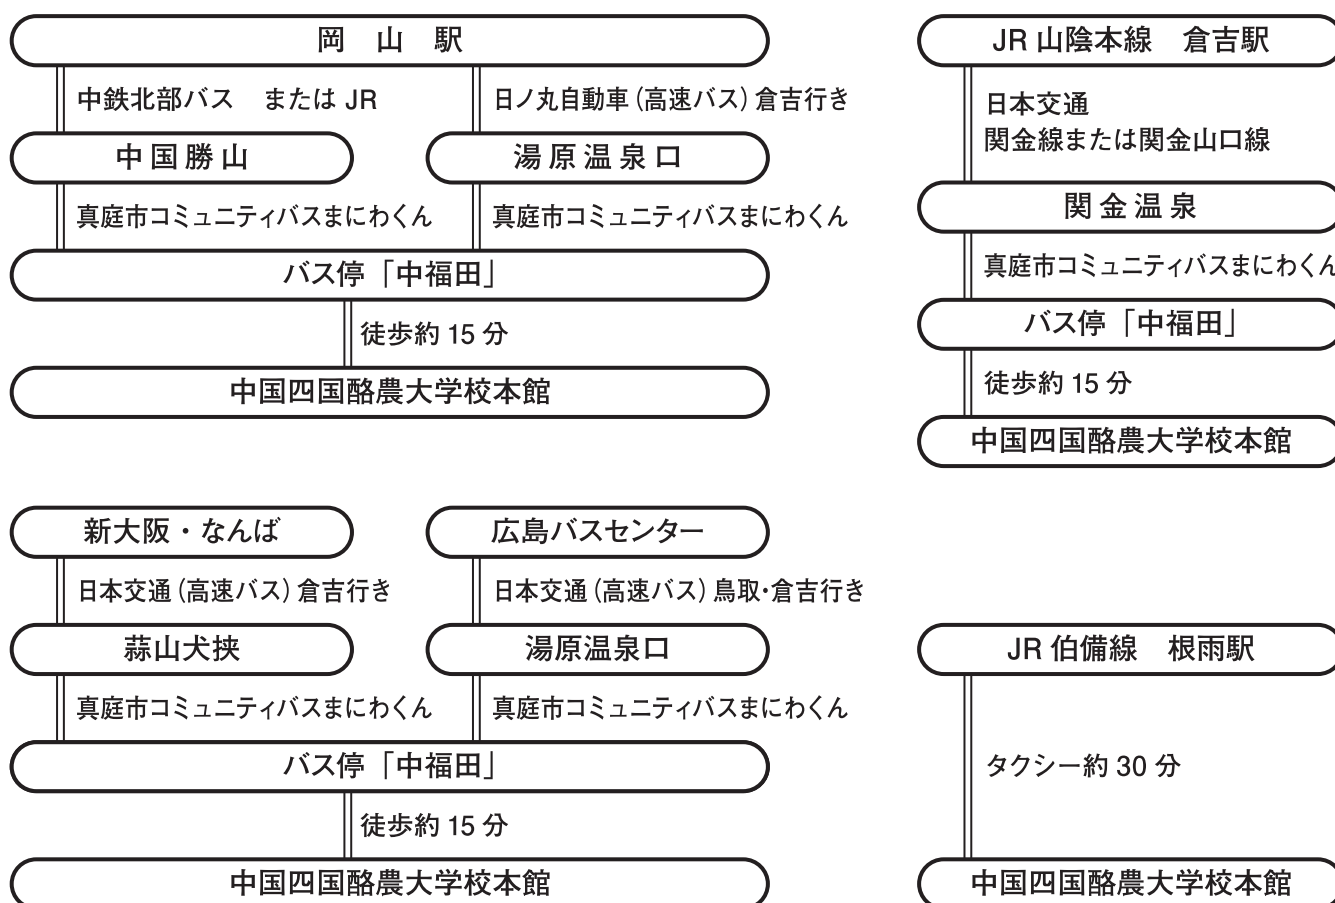 岡山駅
中鉄北部バス または JR
日ノ丸自動車(高速バス)倉吉行き
中国勝山
湯原温泉口
真庭市コミュニティバスまにわくん
真庭市コミュニティバスまにわくん
バス停「中福田」
徒歩約 15 分
中国四国酪農大学校本館
JR 山陰本線 倉吉駅
日本交通
関金線または関金山口線
関金温泉
真庭市コミュニティバスまにわくん
バス停「中福田」
徒歩約 15 分
中国四国酪農大学校本館
新大阪・なんば
広島バスセンター
日本交通(高速バス)倉吉行き
日本交通(高速バス)鳥取・倉吉行き
蒜山犬挟
湯原温泉口
真庭市コミュニティバスまにわくん
真庭市コミュニティバスまにわくん
バス停「中福田」
徒歩約 15 分
中国四国酪農大学校本館
JR 伯備線 根雨駅
タクシー約 30 分
中国四国酪農大学校本館